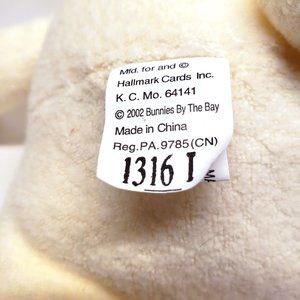 Mfd. for and ©
Hallmark Cards Inc.
K. C. Mo. 64141
© 2002 Bunnies By The Bay
Made in China
Reg.PA.9785(CN)
1316 I